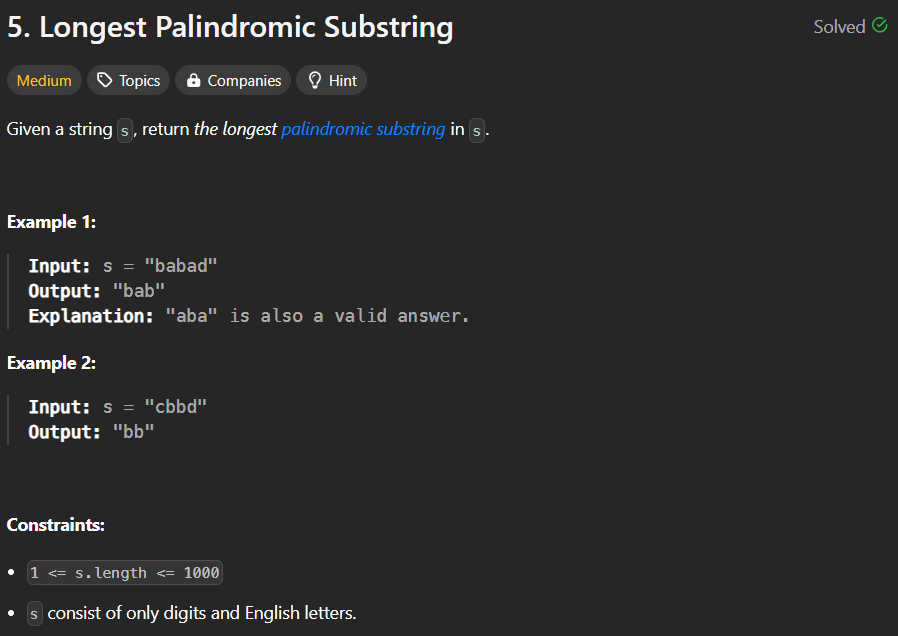 5. Longest Palindromic Substring
Solved
Medium
Topics
Companies
Hint
Given a string s, return the longest palindromic substring in s.
Example 1:
Input: s = "babad"
Output: "bab"
Explanation: "aba" is also a valid answer.
Example 2:
Input: s = "cbbd"
Output: "bb"
Constraints:
• 1 <= s.length <= 1000
• s consist of only digits and English letters.